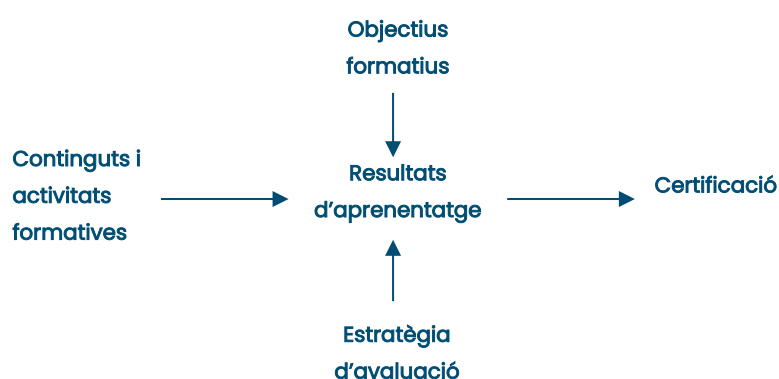 Objectius
formatius
Continguts i
activitats
formatives
Resultats
d’aprenentatge
Certificació
Estratègia
d’avaluació